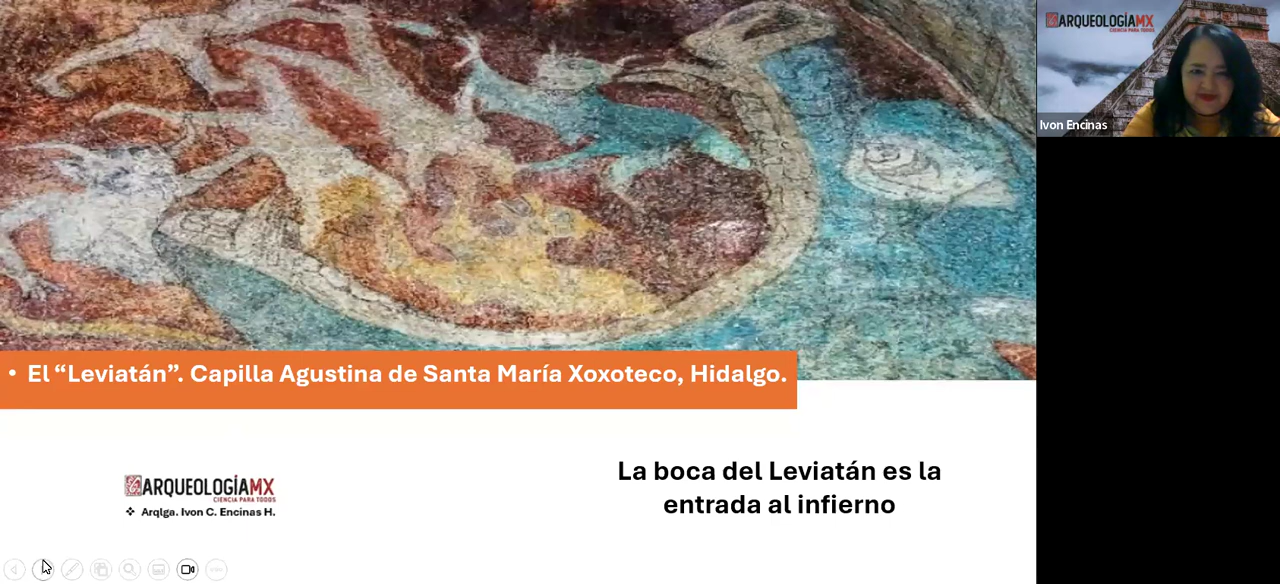 • El “Leviatán”. Capilla Agustina de Santa María Xoxoteco, Hidalgo.
La boca del Leviatán es la
entrada al infierno
ARQUEOLOGÍAMX
CIENCIA PARA TODOS
❖ Arqlga. Ivon C. Encinas H.
ARQUEOLOGÍAMX
CIENCIA PARA TODOS
Ivon Encinas